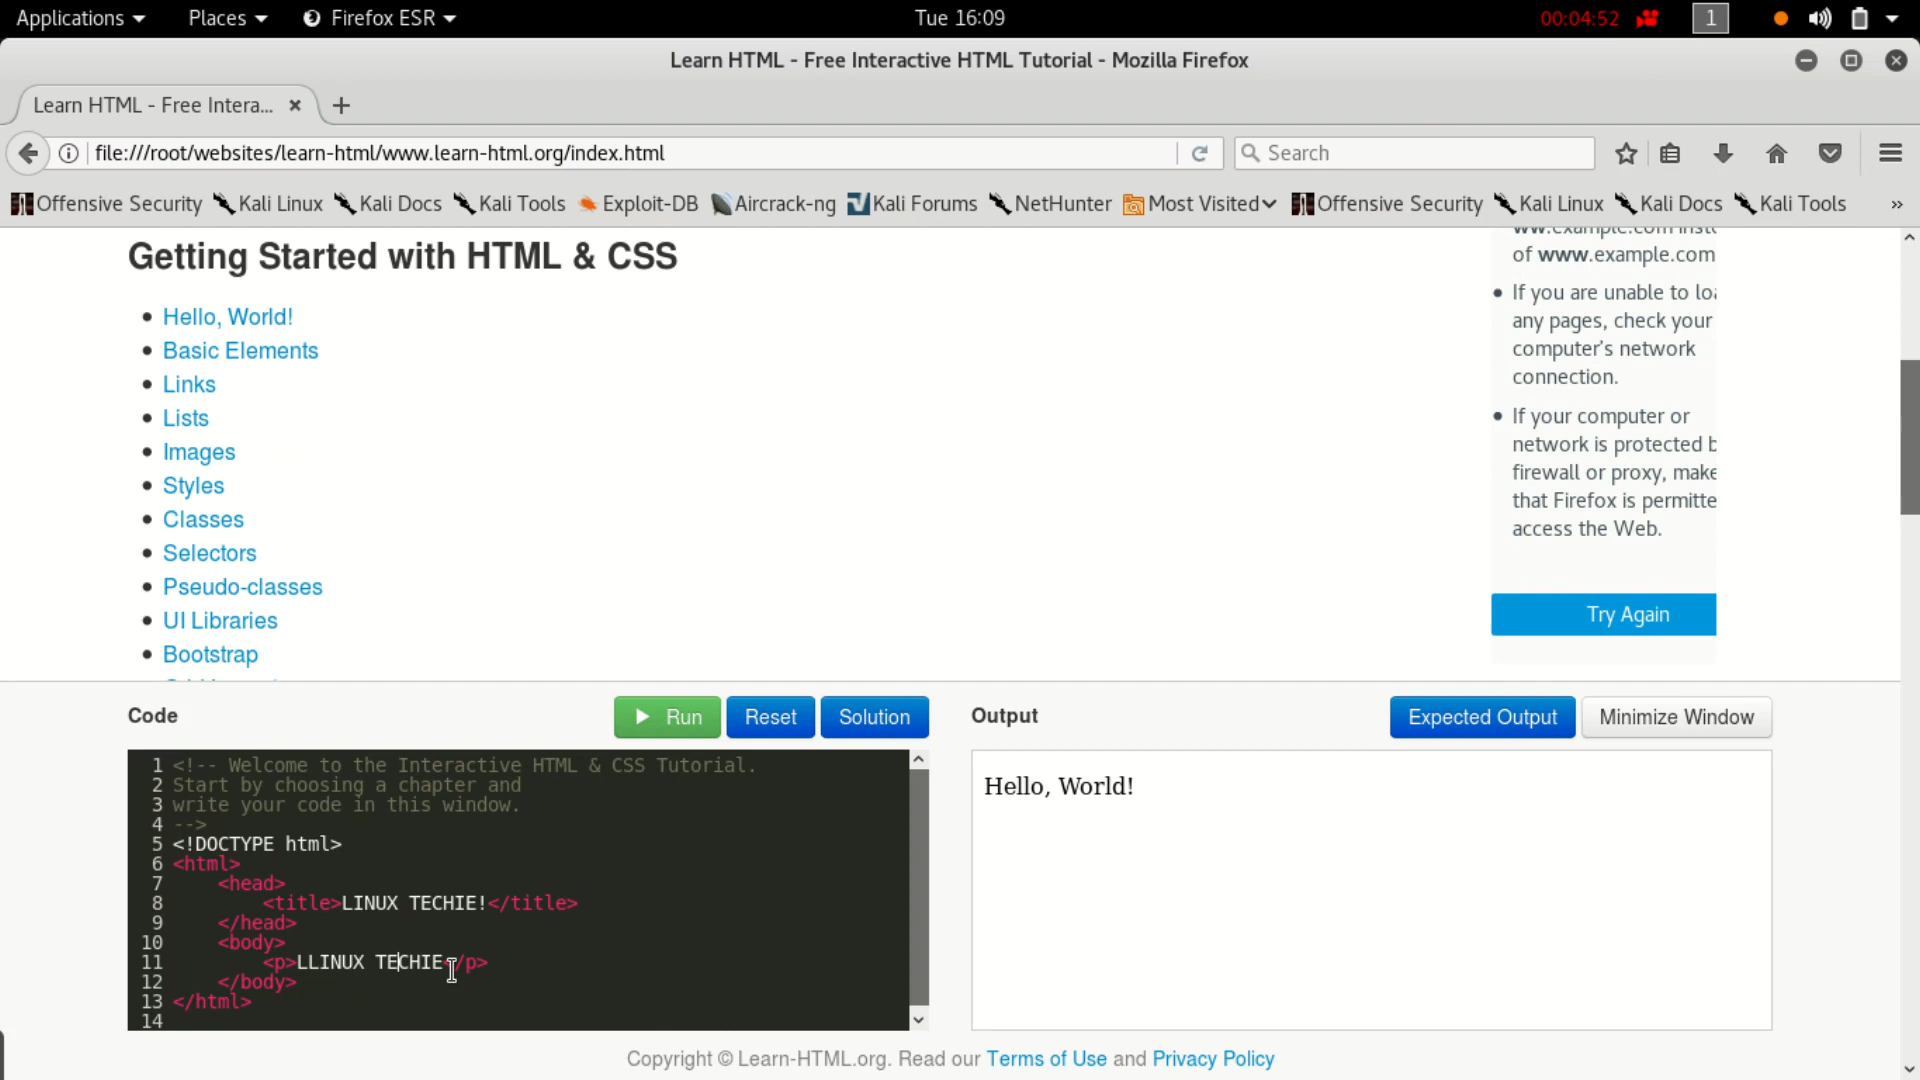 Applications Places Firefox ESR Tue 16:09 00:04:52 1
Learn HTML - Free Interactive HTML Tutorial - Mozilla Firefox
Learn HTML - Free Intera...
file:///root/websites/learn-html/www.learn-html.org/index.html Search
Offensive Security Kali Linux Kali Docs Kali Tools Exploit-DB Aircrack-ng Kali Forums NetHunter Most Visited Offensive Security Kali Linux Kali Docs Kali Tools »
Getting Started with HTML & CSS
• Hello, World!
• Basic Elements
• Links
• Lists
• Images
• Styles
• Classes
• Selectors
• Pseudo-classes
• UI Libraries
• Bootstrap
ww.example.com inst
of www.example.com
• If you are unable to loa
any pages, check your
computer's network
connection.
• If your computer or
network is protected b
firewall or proxy, make
that Firefox is permitte
access the Web.
Try Again
Code Run Reset Solution
1 <!-- Welcome to the Interactive HTML & CSS Tutorial.
2 Start by choosing a chapter and
3 write your code in this window.
4 -->
5 <!DOCTYPE html>
6 <html>
7 <head>
8 <title>LINUX TECHIE!</title>
9 </head>
10 <body>
11 <p>LLINUX TECHIE</p>
12 </body>
13 </html>
14
Output Expected Output Minimize Window
Hello, World!
Copyright © Learn-HTML.org. Read our Terms of Use and Privacy Policy